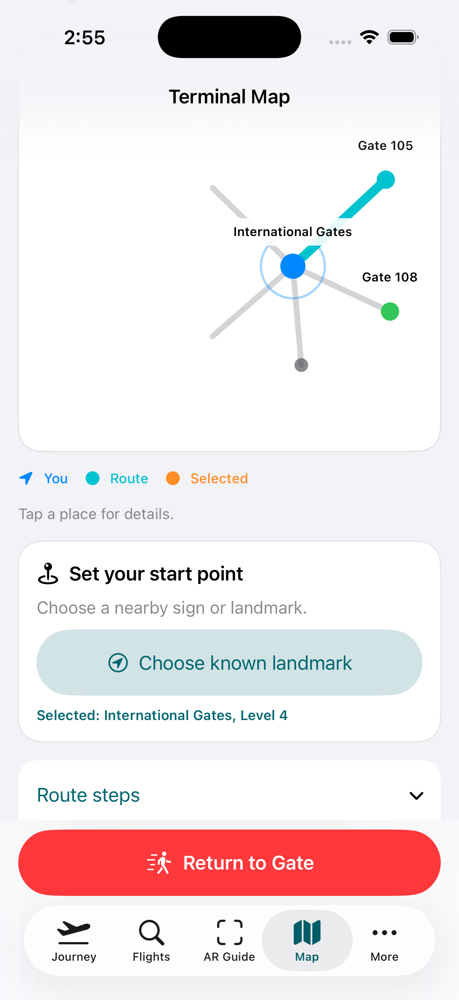 2:55
Terminal Map
Gate 105
International Gates
Gate 108
You
Route
Selected
Tap a place for details.
Set your start point
Choose a nearby sign or landmark.
Choose known landmark
Selected: International Gates, Level 4
Route steps
Return to Gate
Journey
Flights
AR Guide
Map
More